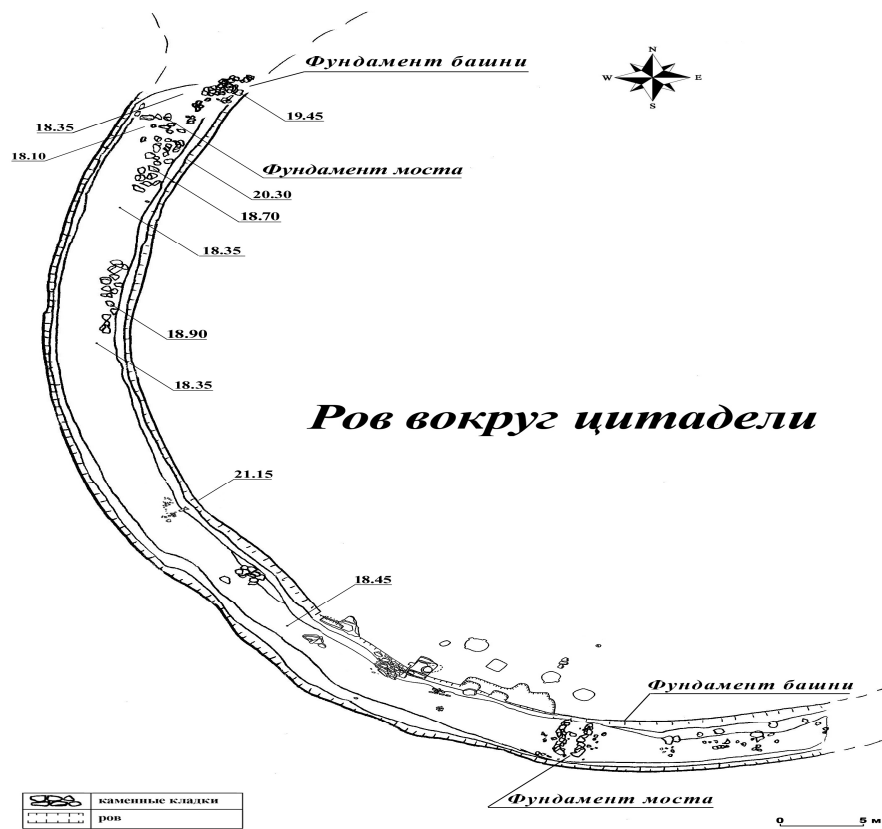 Фундамент башни
N
W E
S
19.45
18.35
18.10
Фундамент моста
20.30
18.70
18.35
18.90
18.35
Ров вокруг цитадели
21.15
18.45
Фундамент башни
Фундамент моста
каменные кладки
ров
0 5 м